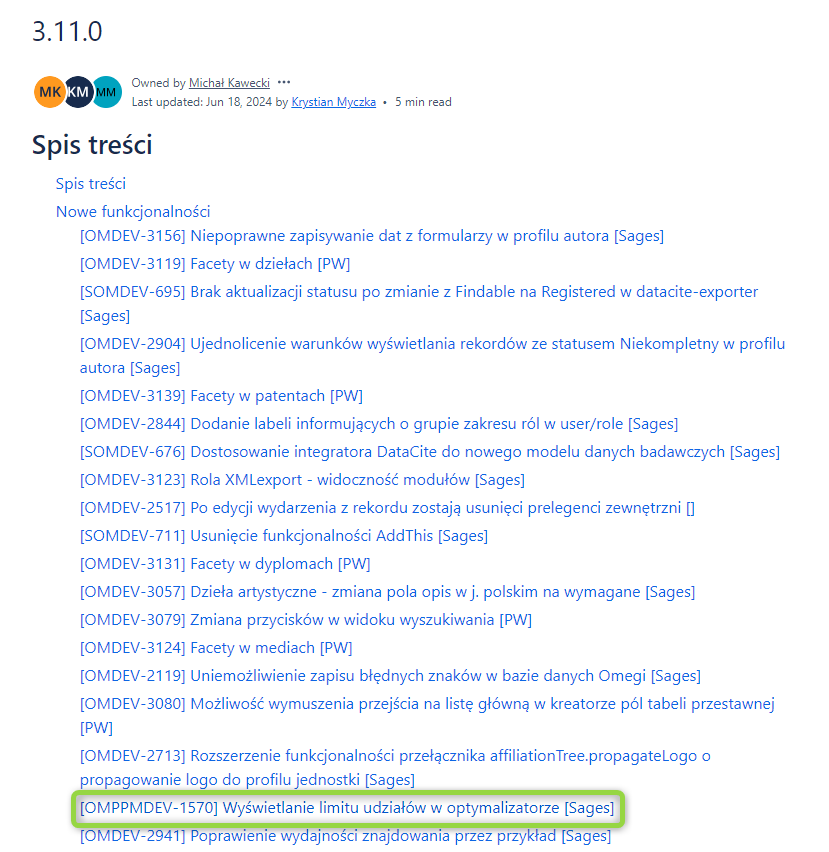 3.11.0
MK KM MM
Owned by Michał Kawecki •••
Last updated: Jun 18, 2024 by Krystian Myczka • 5 min read
Spis treści
Spis treści
Nowe funkcjonalności
[OMDEV-3156] Niepoprawne zapisywanie dat z formularzy w profilu autora [Sages]
[OMDEV-3119] Facety w dziełach [PW]
[SOMDEV-695] Brak aktualizacji statusu po zmianie z Findable na Registered w datacite-exporter
[Sages]
[OMDEV-2904] Ujednolicenie warunków wyświetlania rekordów ze statusem Niekompletny w profilu
autora [Sages]
[OMDEV-3139] Facety w patentach [PW]
[OMDEV-2844] Dodanie labeli informujących o grupie zakresu ról w user/role [Sages]
[SOMDEV-676] Dostosowanie integratora DataCite do nowego modelu danych badawczych [Sages]
[OMDEV-3123] Rola XMLexport - widoczność modułów [Sages]
[OMDEV-2517] Po edycji wydarzenia z rekordu zostają usunięci prelegenci zewnętrzni []
[SOMDEV-711] Usunięcie funkcjonalności AddThis [Sages]
[OMDEV-3131] Facety w dyplomach [PW]
[OMDEV-3057] Dzieła artystyczne - zmiana pola opis w j. polskim na wymagane [Sages]
[OMDEV-3079] Zmiana przycisków w widoku wyszukiwania [PW]
[OMDEV-3124] Facety w mediach [PW]
[OMDEV-2119] Uniemożliwienie zapisu błędnych znaków w bazie danych Omegi [Sages]
[OMDEV-3080] Możliwość wymuszenia przejścia na listę główną w kreatorze pól tabeli przestawnej
[PW]
[OMDEV-2713] Rozszerzenie funkcjonalności przełącznika affiliationTree.propagateLogo o
propagowanie logo do profilu jednostki [Sages]
[OMPPMDEV-1570] Wyświetlanie limitu udziałów w optymalizatorze [Sages]
[OMDEV-2941] Poprawienie wydajności znajdowania przez przykład [Sages]